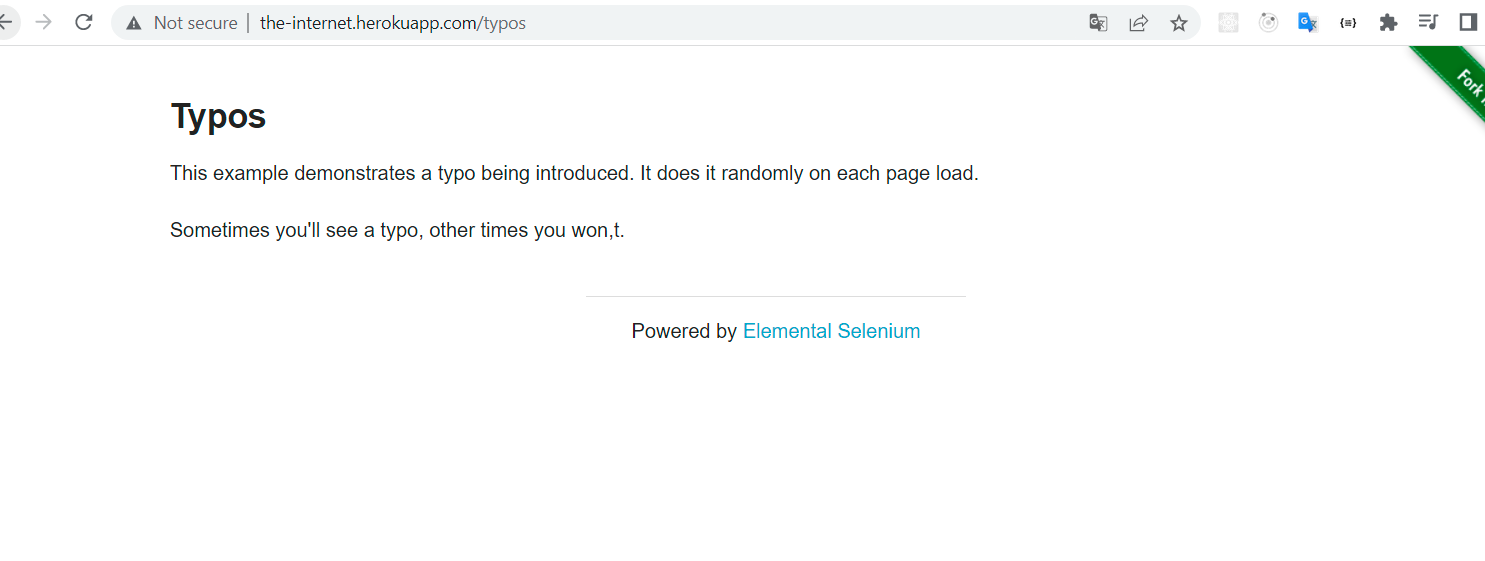 Not secure | the-internet.herokuapp.com/typos
Fork
Typos
This example demonstrates a typo being introduced. It does it randomly on each page load.
Sometimes you'll see a typo, other times you won,t.
Powered by Elemental Selenium